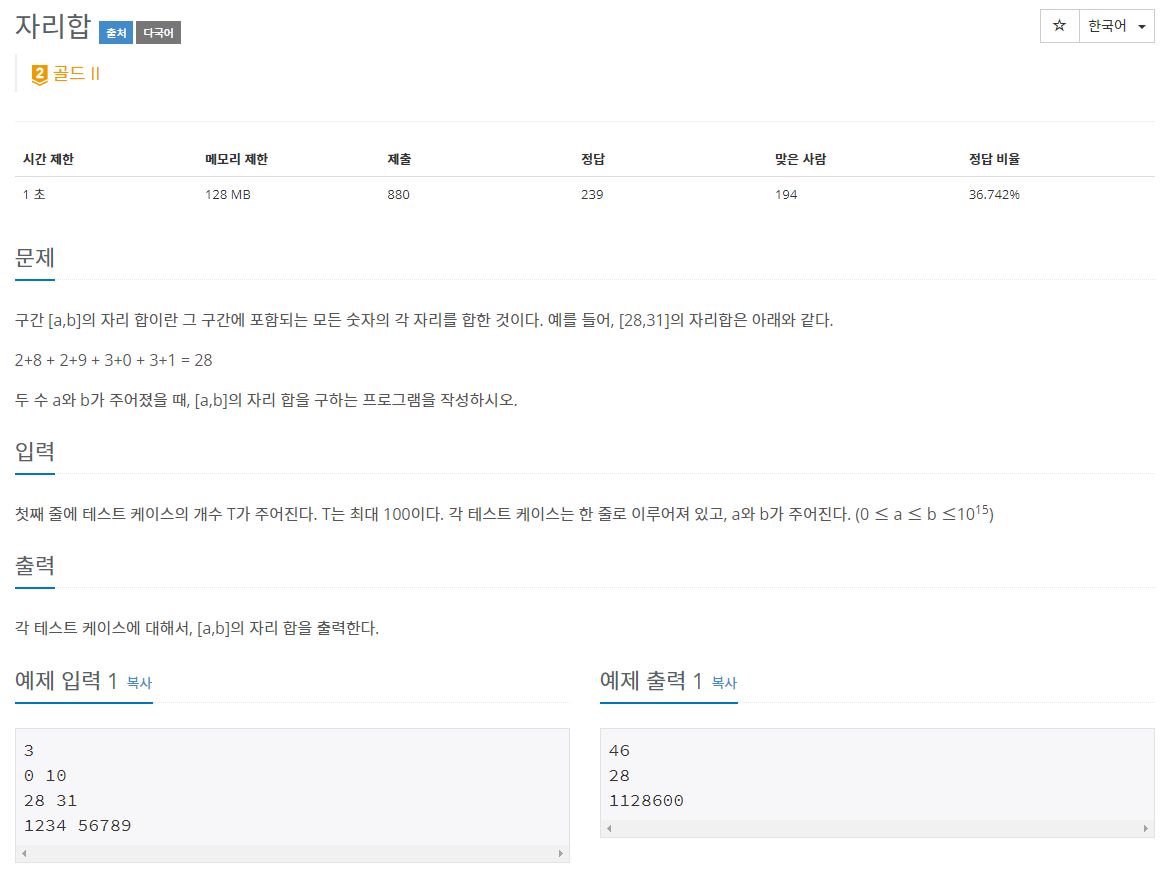 자리합 출처 다국어
☆ 한국어
2 골드 II
시간 제한 메모리 제한 제출 정답 맞은 사람 정답 비율
1 초 128 MB 880 239 194 36.742%
문제
구간 [a,b]의 자리 합이란 그 구간에 포함되는 모든 숫자의 각 자리를 합한 것이다. 예를 들어, [28,31]의 자리합은 아래와 같다.
2+8 + 2+9 + 3+0 + 3+1 = 28
두 수 a와 b가 주어졌을 때, [a,b]의 자리 합을 구하는 프로그램을 작성하시오.
입력
첫째 줄에 테스트 케이스의 개수 T가 주어진다. T는 최대 100이다. 각 테스트 케이스는 한 줄로 이루어져 있고, a와 b가 주어진다. (0 ≤ a ≤ b ≤10¹⁵)
출력
각 테스트 케이스에 대해서, [a,b]의 자리 합을 출력한다.
예제 입력 1 복사
3
0 10
28 31
1234 56789
예제 출력 1 복사
46
28
1128600